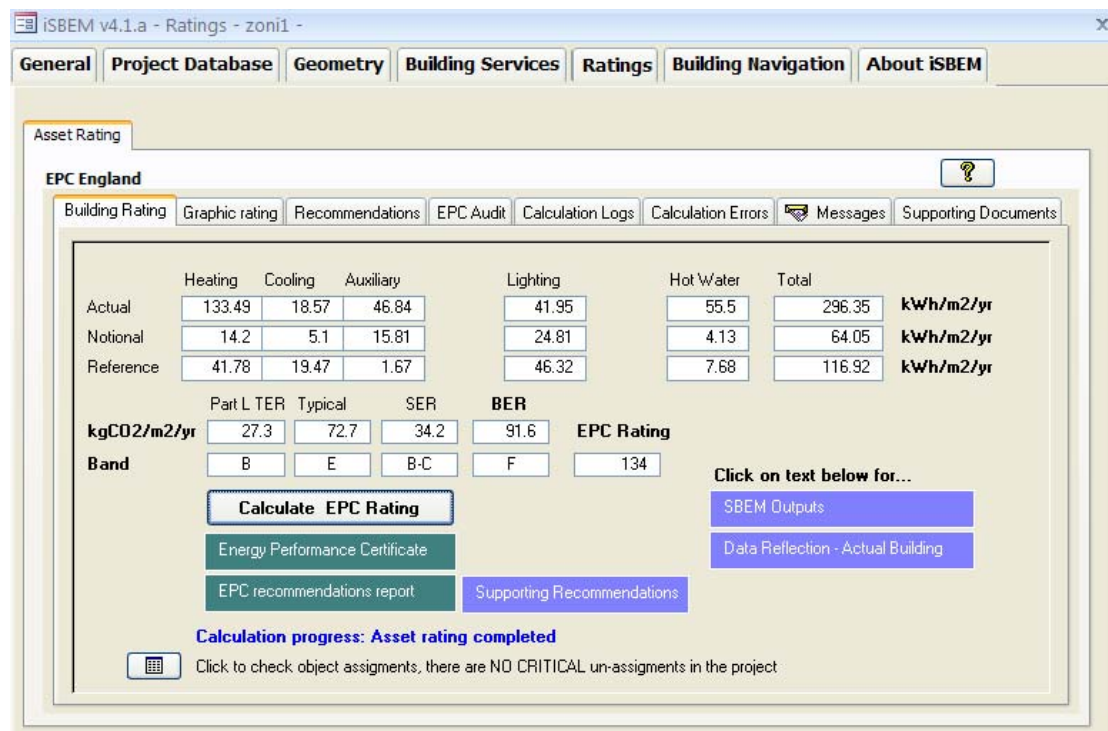 iSBEM v4.1.a - Ratings - zoni1 -
General Project Database Geometry Building Services Ratings Building Navigation About iSBEM
Asset Rating
EPC England
Building Rating Graphic rating Recommendations EPC Audit Calculation Logs Calculation Errors Messages Supporting Documents
Heating Cooling Auxiliary Lighting Hot Water Total
Actual 133.49 18.57 46.84 41.95 55.5 296.35 kWh/m2/yr
Notional 14.2 5.1 15.81 24.81 4.13 64.05 kWh/m2/yr
Reference 41.78 19.47 1.67 46.32 7.68 116.92 kWh/m2/yr
Part L TER Typical SER BER
kgCO2/m2/yr 27.3 72.7 34.2 91.6 EPC Rating
Band B E B-C F 134
Click on text below for...
Calculate EPC Rating SBEM Outputs
Energy Performance Certificate Data Reflection - Actual Building
EPC recommendations report Supporting Recommendations
Calculation progress: Asset rating completed
Click to check object assigments, there are NO CRITICAL un-assigments in the project